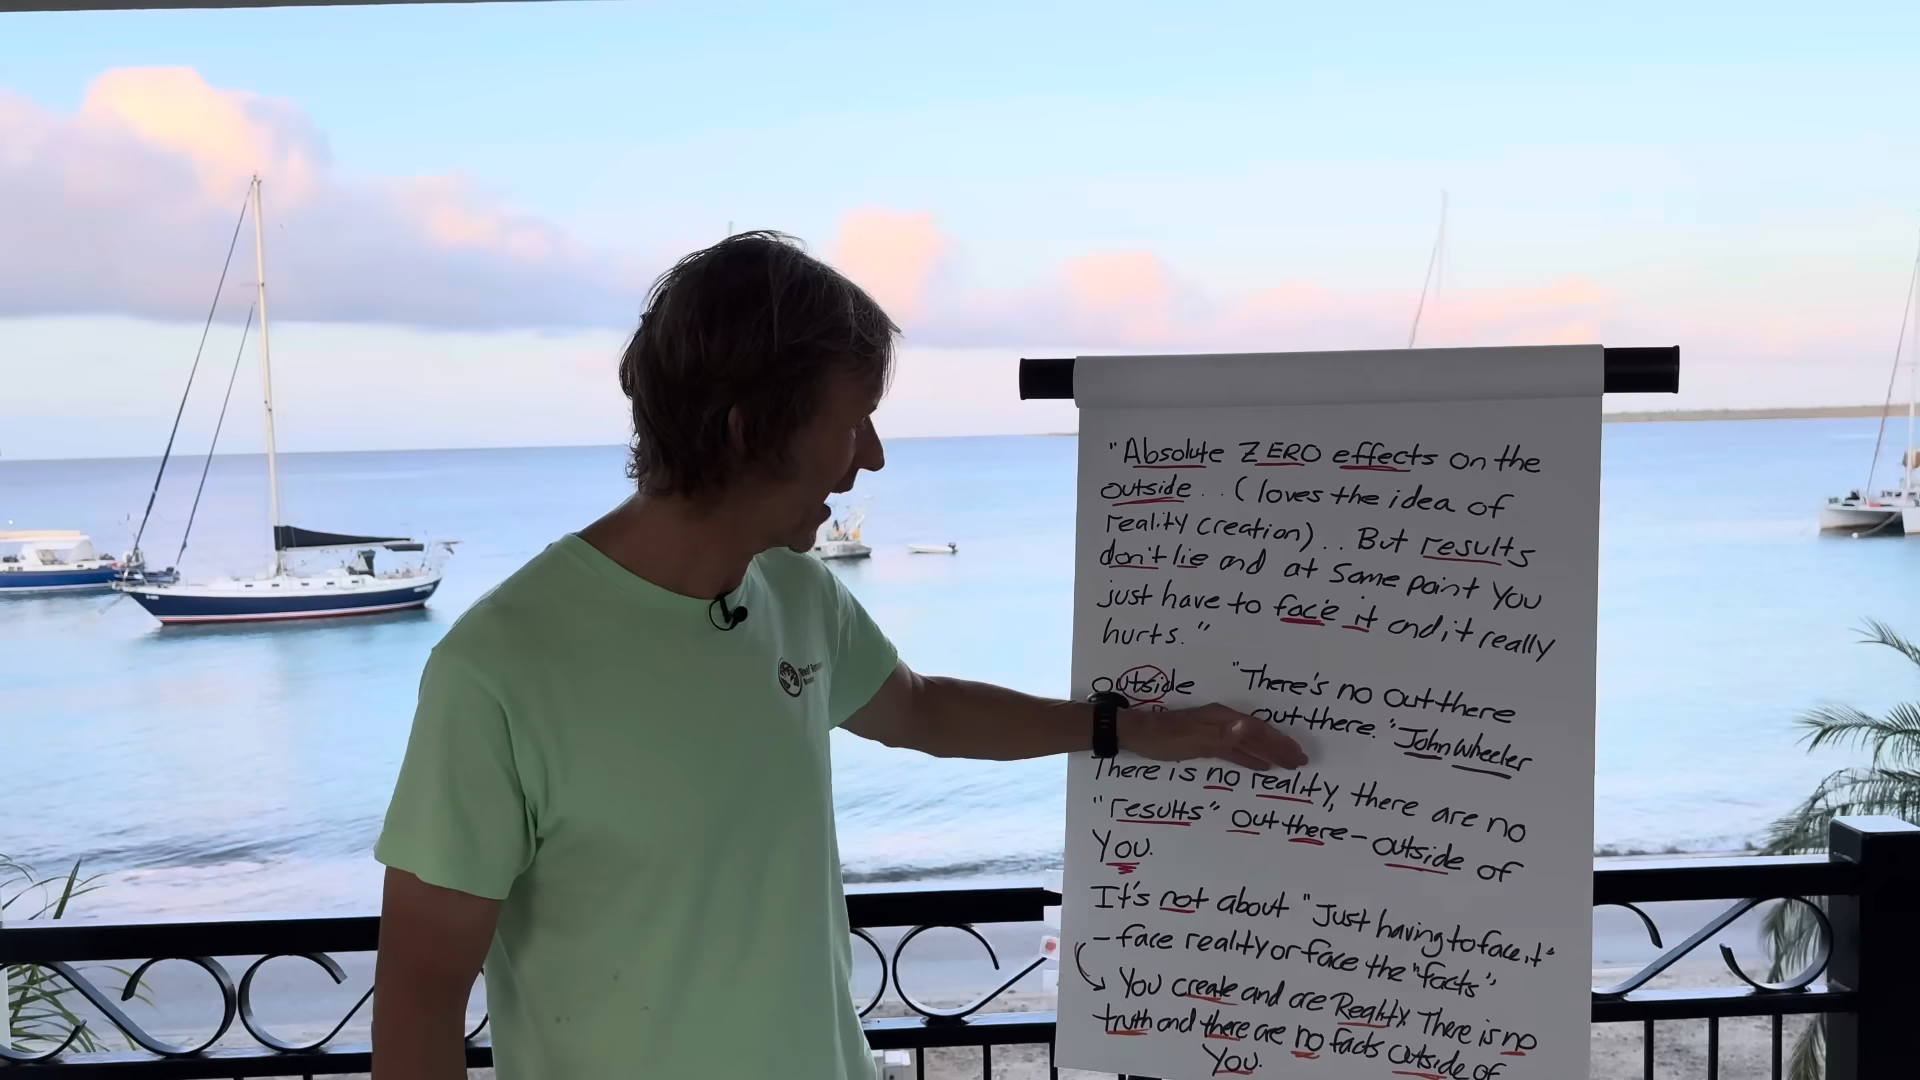 "Absolute ZERO effects on the
outside... (loves the idea of
reality creation)... But results
don't lie and at some point you
just have to face it and it really
hurts."
outside
"There's no out there
out there." John Wheeler
There is no reality, there are no
"results" out there - outside of
You.
It's not about "Just having to face it"
- face reality or face the "facts",
You create and are Reality. There is no
truth and there are no facts outside of
You.